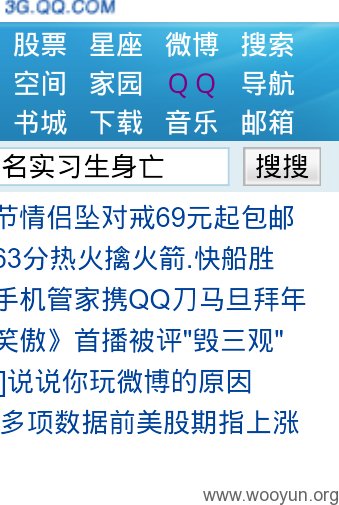 3G.QQ.COM
股票 星座 微博 搜索
空间 家园 QQ 导航
书城 下载 音乐 邮箱
名实习生身亡 搜搜
节情侣坠对戒69元起包邮
63分热火擒火箭.快船胜
手机管家携QQ刀马旦拜年
笑傲》首播被评"毁三观"
]说说你玩微博的原因
多项数据前美股期指上涨
www.wooyun.org